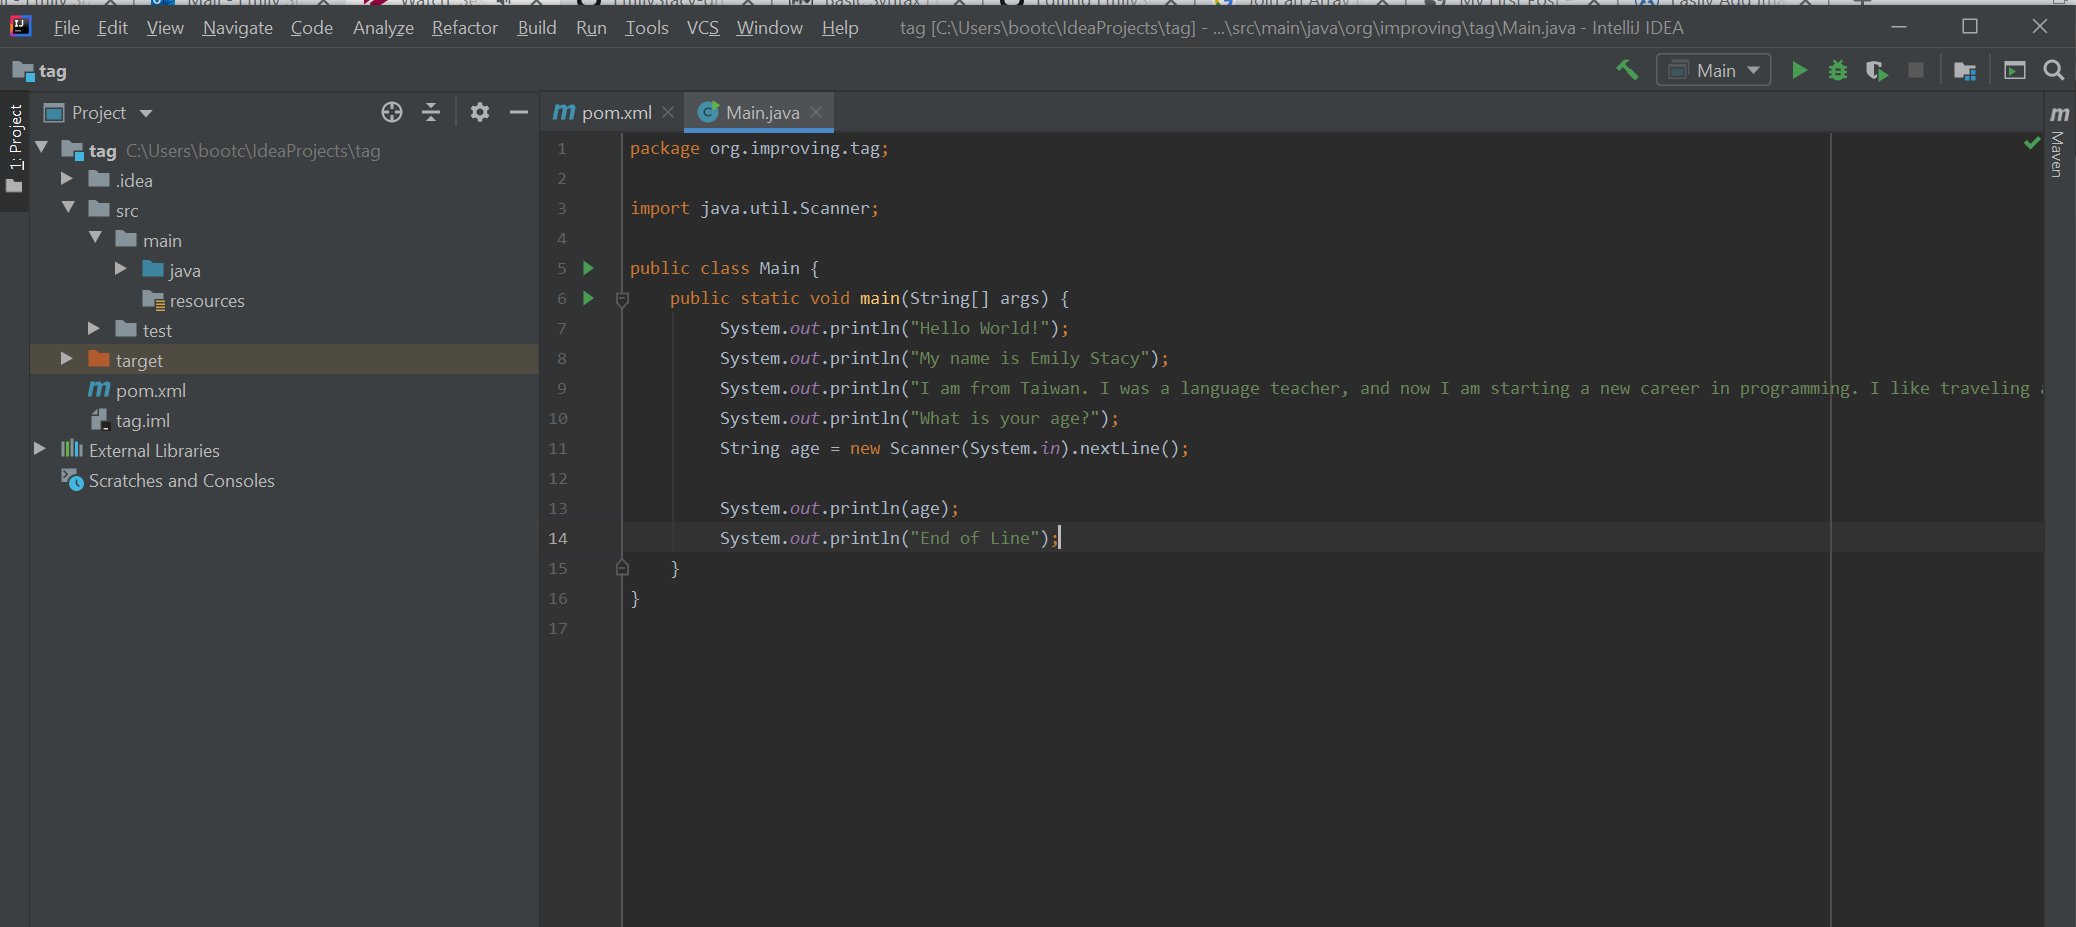 File Edit View Navigate Code Analyze Refactor Build Run Tools VCS Window Help tag [C:\Users\bootc\IdeaProjects\tag] - ...\src\main\java\org\improving\tag\Main.java - IntelliJ IDEA
tag
Main
1: Project
Project
pom.xml
Main.java
Maven
tag C:\Users\bootc\IdeaProjects\tag
.idea
src
main
java
resources
test
target
pom.xml
tag.iml
External Libraries
Scratches and Consoles
1 package org.improving.tag;
2
3 import java.util.Scanner;
4
5 public class Main {
6 public static void main(String[] args) {
7 System.out.println("Hello World!");
8 System.out.println("My name is Emily Stacy");
9 System.out.println("I am from Taiwan. I was a language teacher, and now I am starting a new career in programming. I like traveling
10 System.out.println("What is your age?");
11 String age = new Scanner(System.in).nextLine();
12
13 System.out.println(age);
14 System.out.println("End of Line");
15 }
16 }
17